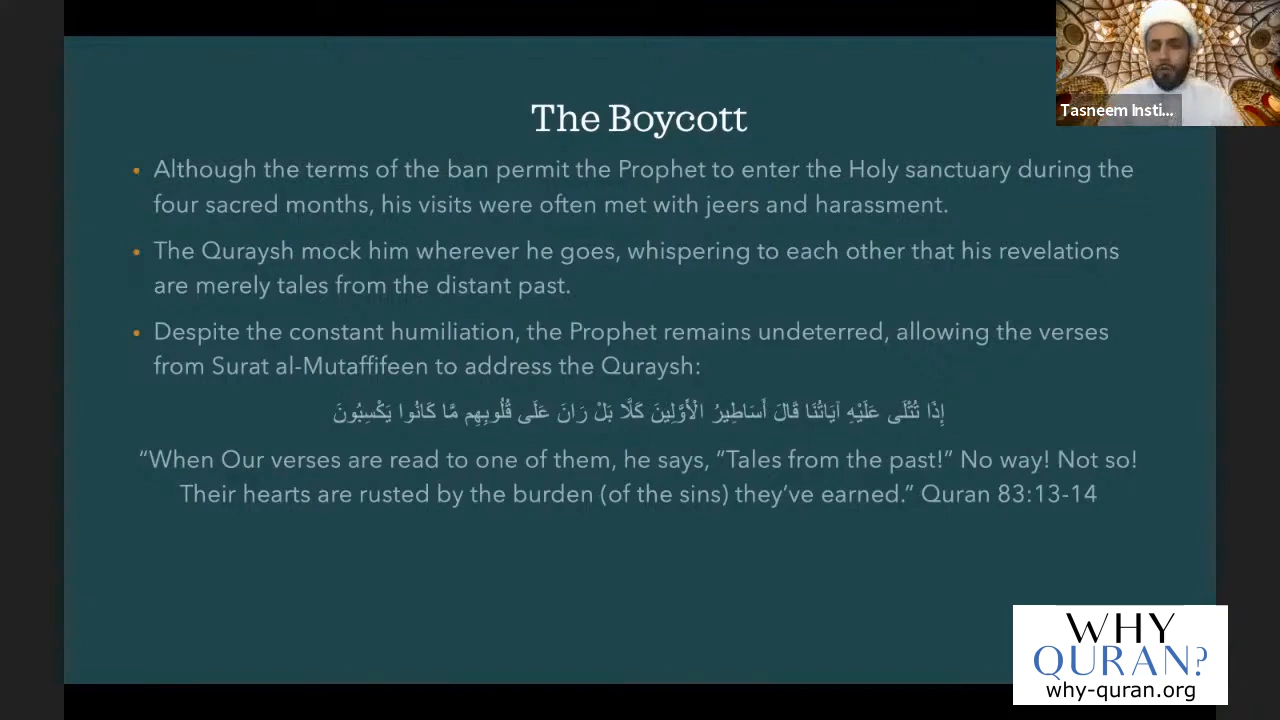 Tasneem Insti...
The Boycott
• Although the terms of the ban permit the Prophet to enter the Holy sanctuary during the
four sacred months, his visits were often met with jeers and harassment.
• The Quraysh mock him wherever he goes, whispering to each other that his revelations
are merely tales from the distant past.
• Despite the constant humiliation, the Prophet remains undeterred, allowing the verses
from Surat al-Mutaffifeen to address the Quraysh:
إِذَا تُتْلَى عَلَيْهِ آيَاتُنَا قَالَ أَسَاطِيرُ الْأَوَّلِينَ كَلَّا بَلْ رَانَ عَلَى قُلُوبِهِم مَّا كَانُوا يَكْسِبُونَ
“When Our verses are read to one of them, he says, “Tales from the past!” No way! Not so!
Their hearts are rusted by the burden (of the sins) they’ve earned.” Quran 83:13-14
WHY
QURAN?
why-quran.org